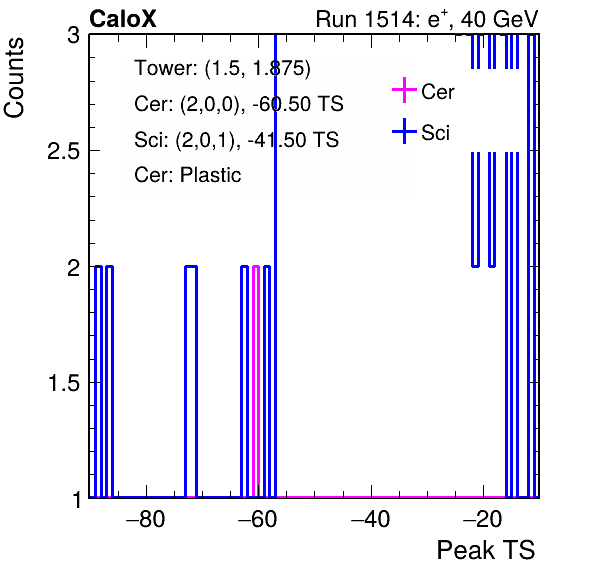 CaloX Run 1514: e⁺, 40 GeV
Counts
3
2.5
2
1.5
1
Tower: (1.5, 1.875)
Cer: (2,0,0), -60.50 TS
Sci: (2,0,1), -41.50 TS
Cer: Plastic
Cer
Sci
−80 −60 −40 −20
Peak TS